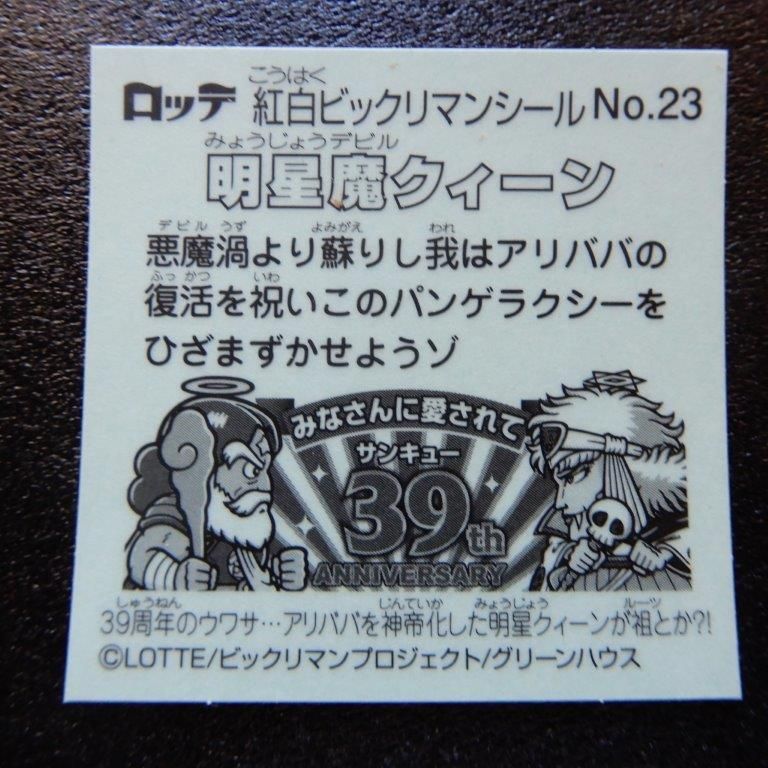 こうはく
ロッテ 紅白ビックリマンシール No.23
みょうじょうデビル
明星魔クィーン
デビル うず よみがえ われ
悪魔渦より蘇りし我はアリババの
ふっ かつ いわ
復活を祝いこのパンゲラクシーを
ひざまずかせようゾ
みなさんに愛されて
サンキュー
39th
ANNIVERSARY
しゅうねん じんていか みょうじょう ルーツ
39周年のウワサ…アリババを神帝化した明星クィーンが祖とか?!
©LOTTE/ビックリマンプロジェクト/グリーンハウス